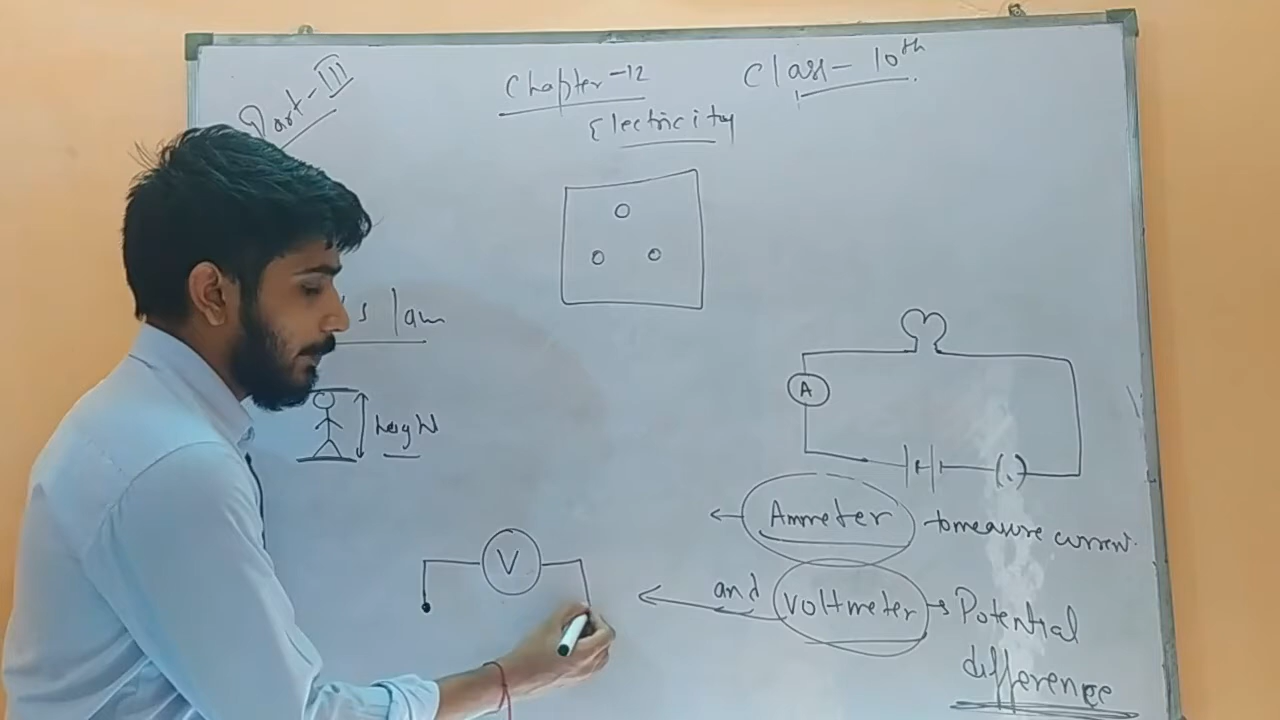 Part-III
Chapter-12
Class-10th
Electricity
's law
height
A
Ammeter to measure current.
V
and Voltmeter → Potential
difference